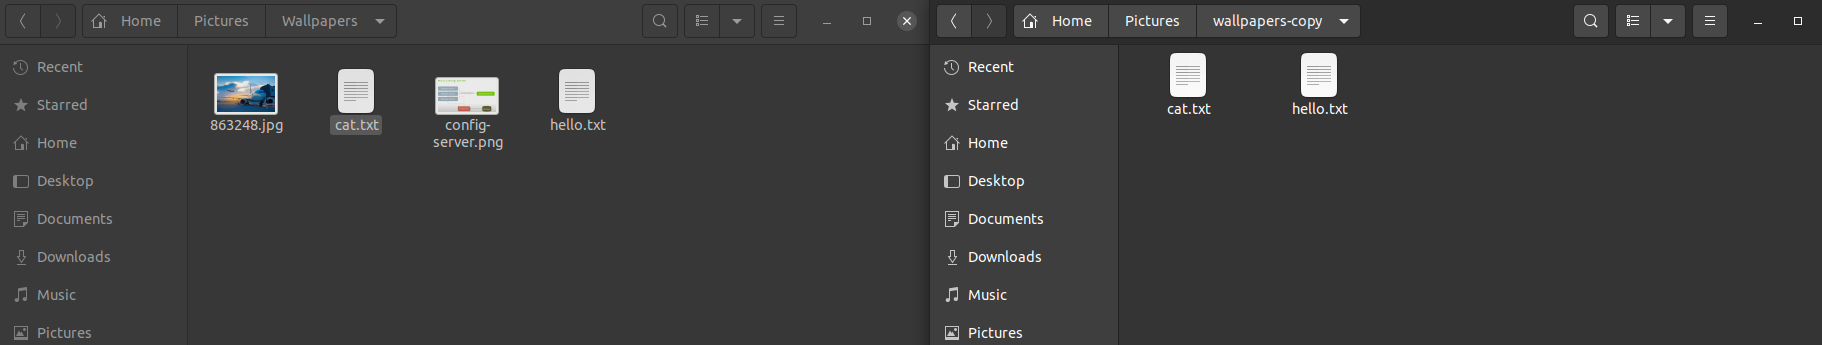 Home Pictures Wallpapers
Recent
Starred
Home
Desktop
Documents
Downloads
Music
Pictures
863248.jpg
cat.txt
config-
server.png
hello.txt
Home Pictures wallpapers-copy
Recent
Starred
Home
Desktop
Documents
Downloads
Music
Pictures
cat.txt
hello.txt